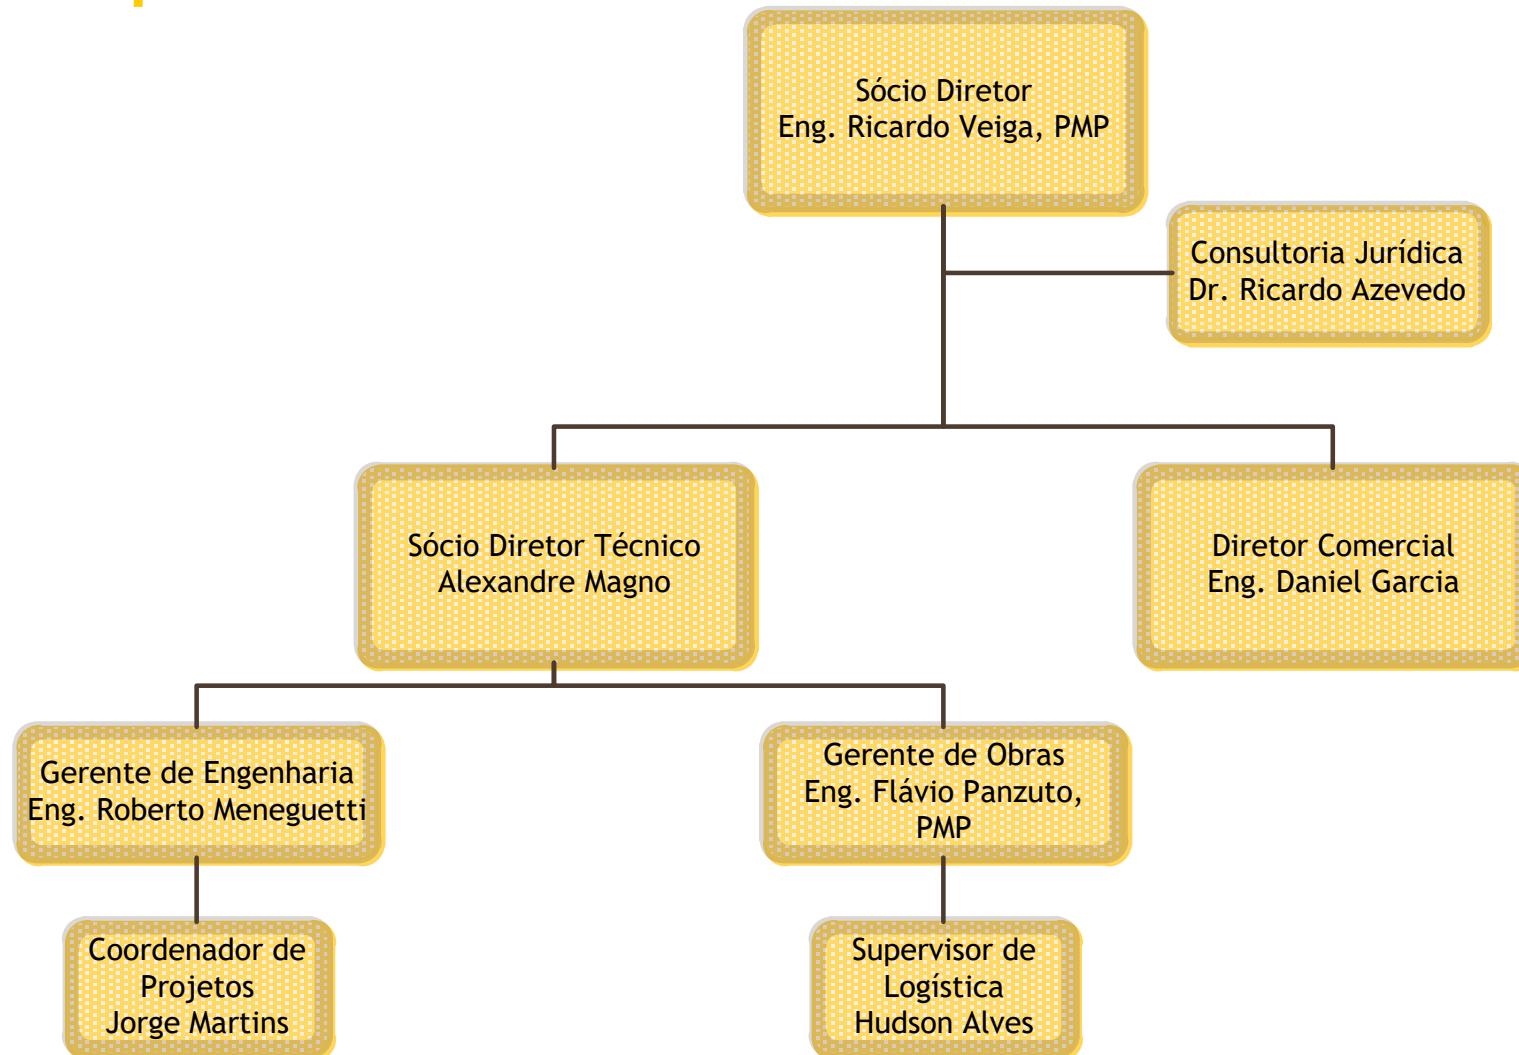 Sócio Diretor
Eng. Ricardo Veiga, PMP
Consultoria Jurídica
Dr. Ricardo Azevedo
Sócio Diretor Técnico
Alexandre Magno
Diretor Comercial
Eng. Daniel Garcia
Gerente de Engenharia
Eng. Roberto Meneguetti
Gerente de Obras
Eng. Flávio Panzuto,
PMP
Coordenador de
Projetos
Jorge Martins
Supervisor de
Logística
Hudson Alves